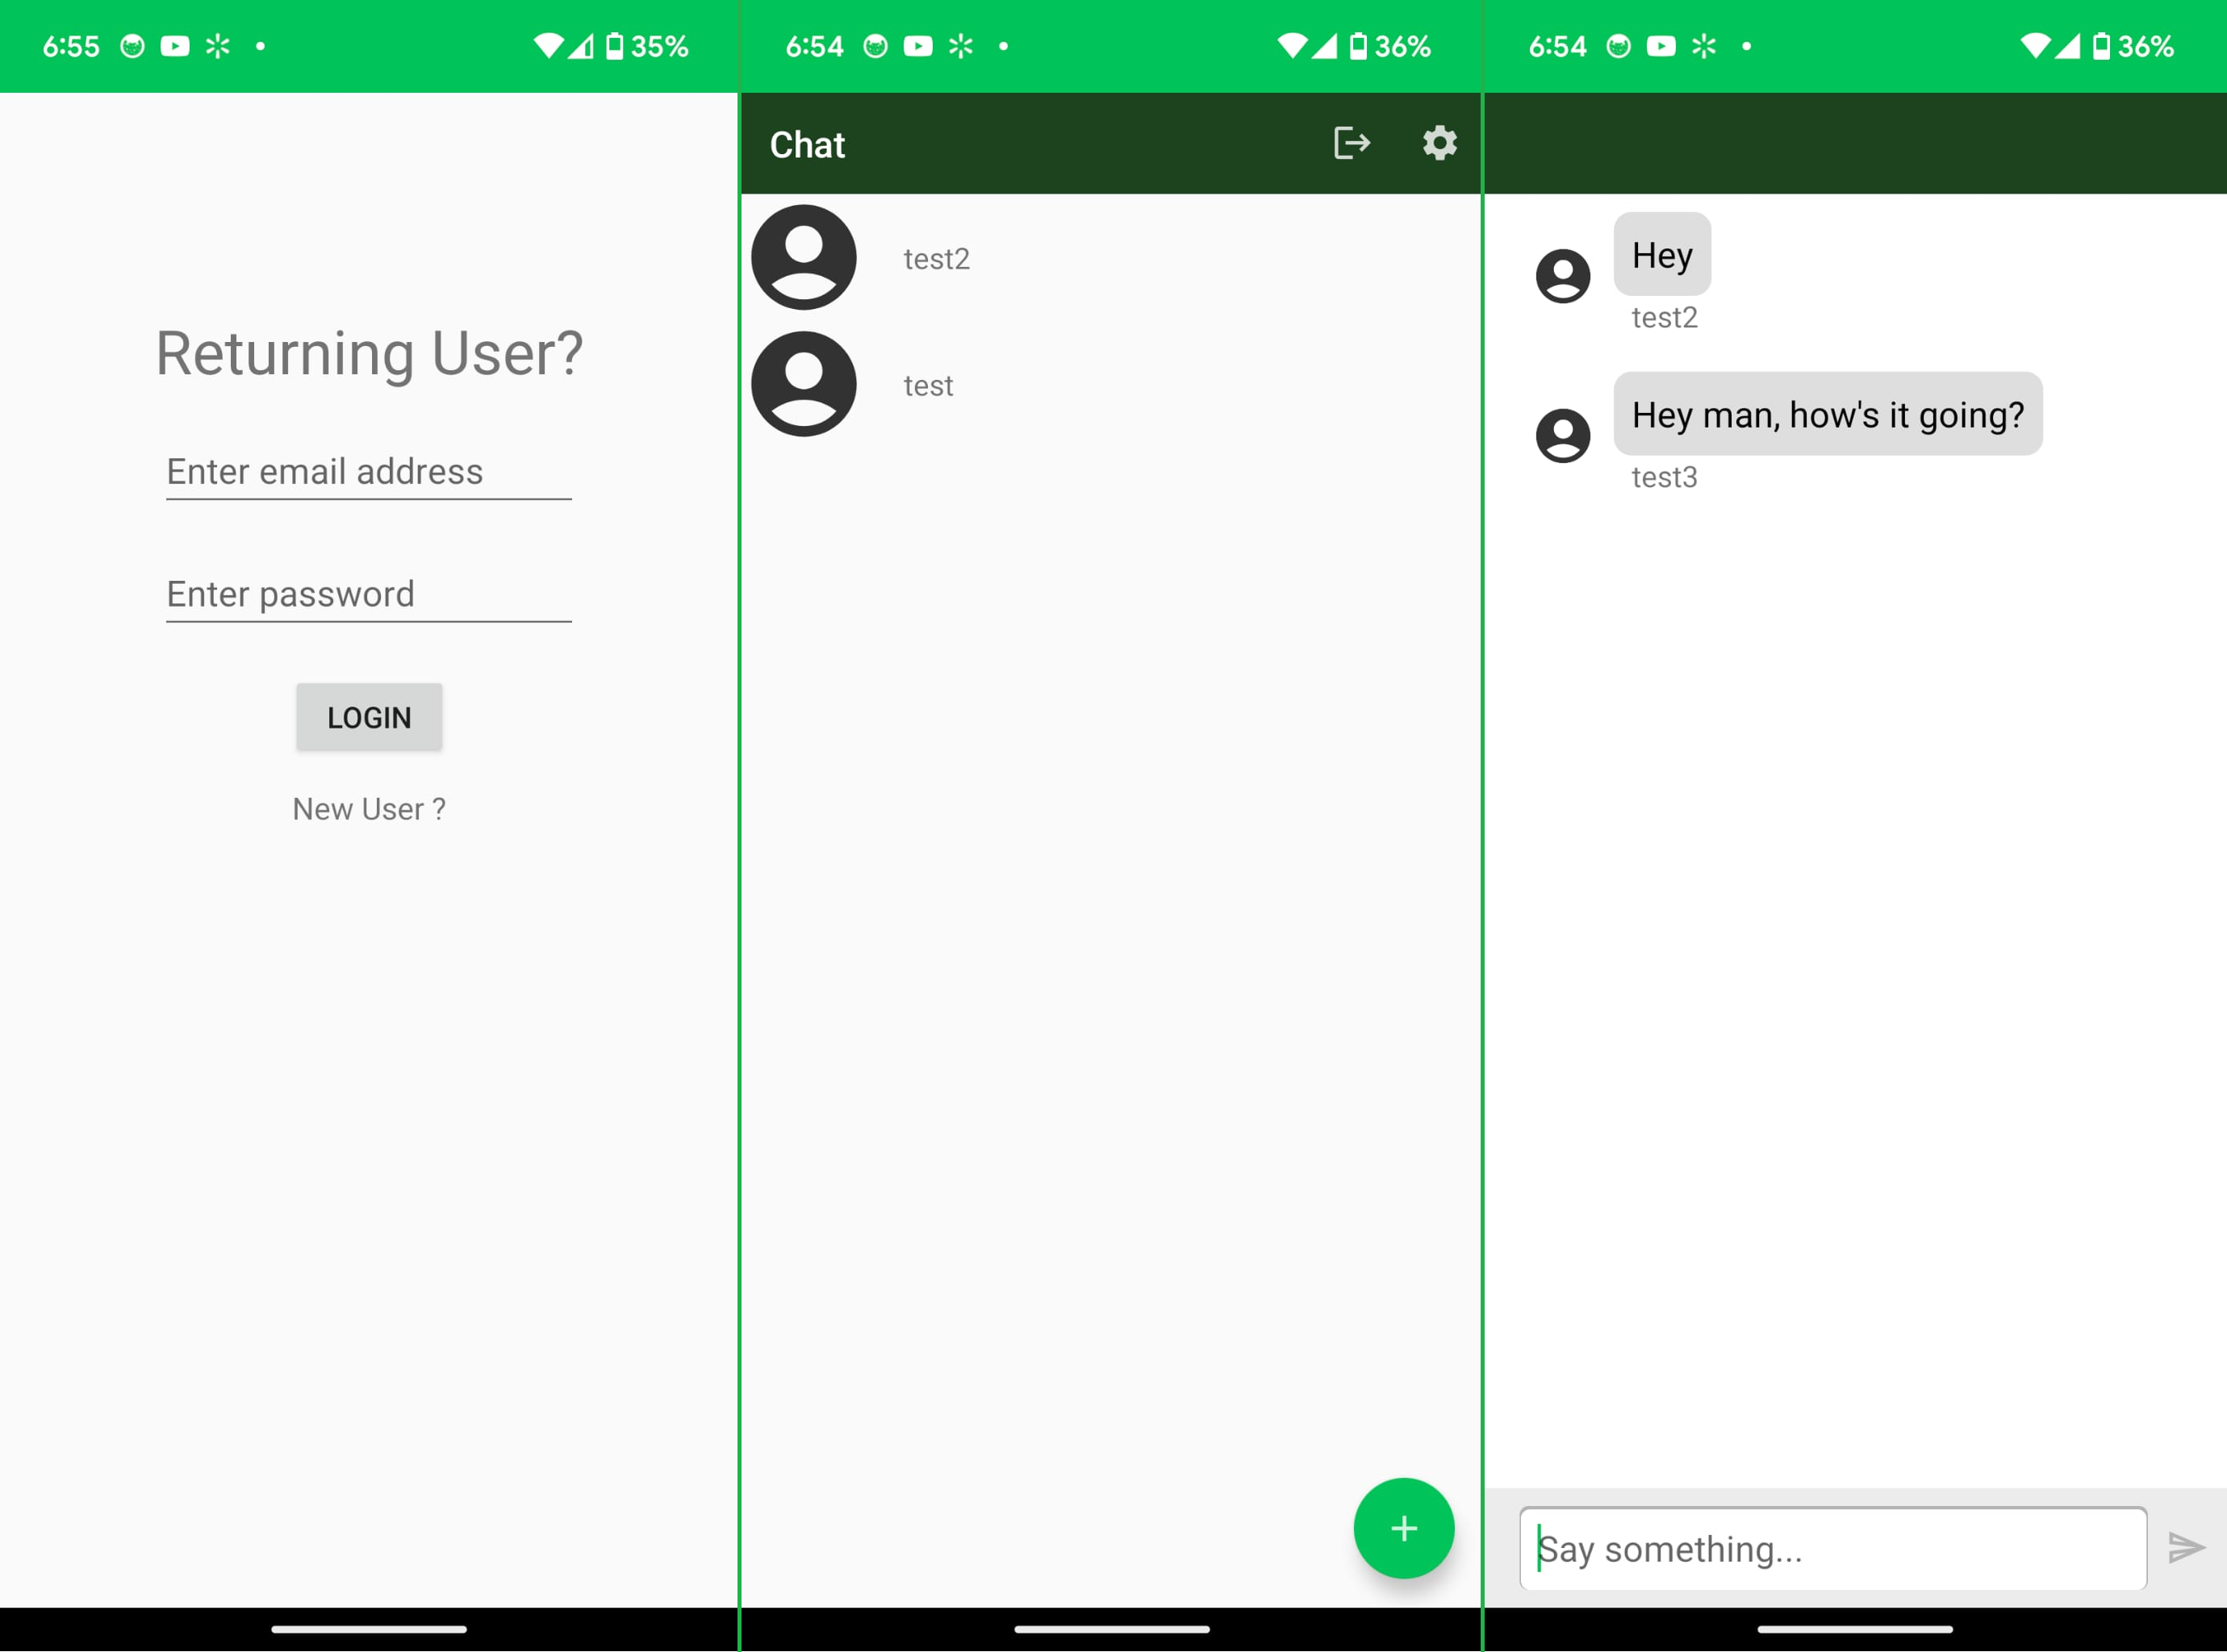 6:55
35%
Returning User?
Enter email address
Enter password
LOGIN
New User ?
6:54
36%
Chat
test2
test
6:54
36%
Hey
test2
Hey man, how's it going?
test3
Say something...